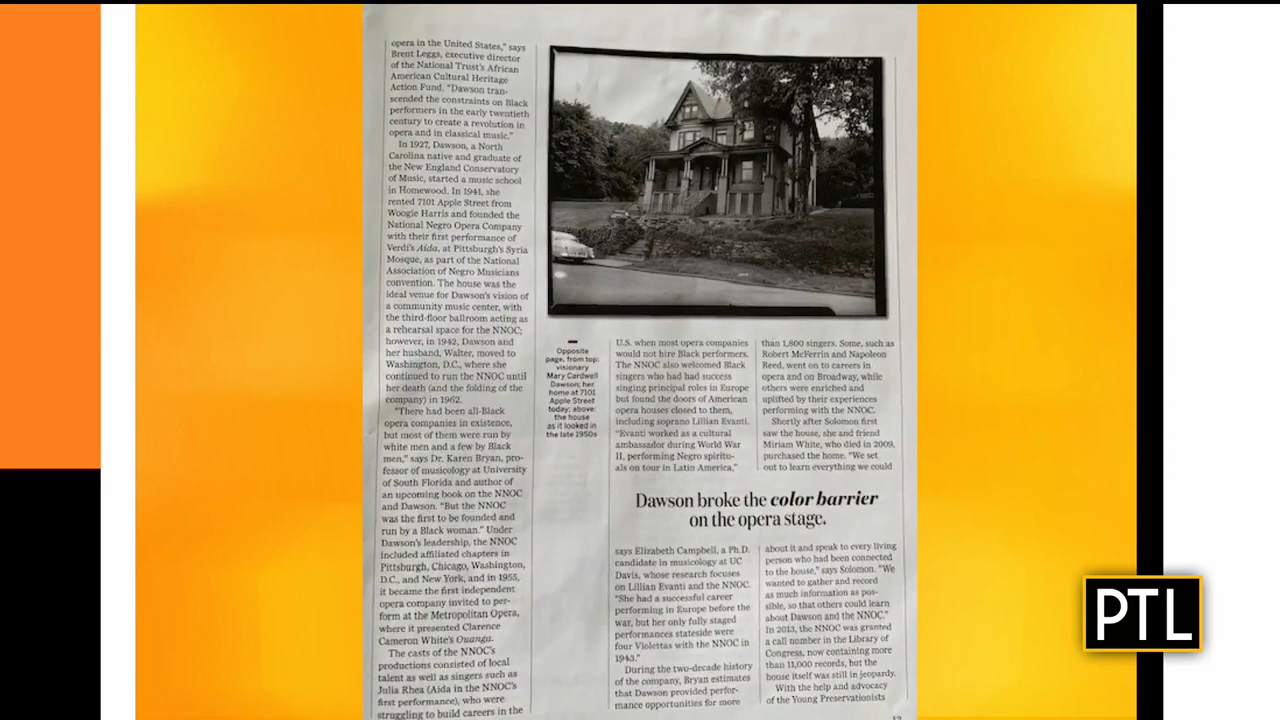 opera in the United States," says
Brent Leggs, executive director
of the National Trust's African
American Cultural Heritage
Action Fund. "Dawson tran-
scended the constraints on Black
performers in the early twentieth
century to create a revolution in
opera and in classical music."
In 1927, Dawson, a North
Carolina native and graduate of
the New England Conservatory
of Music, started a music school
in Homewood. In 1941, she
rented 7101 Apple Street from
Woogie Harris and founded the
National Negro Opera Company
with their first performance of
Verdi's Aida, at Pittsburgh's Syria
Mosque, as part of the National
Association of Negro Musicians
convention. The house was the
ideal venue for Dawson's vision of
a community music center, with
the third-floor ballroom acting as
a rehearsal space for the NNOC;
however, in 1942, Dawson and
her husband, Walter, moved to
Washington, D.C., where she
continued to run the NNOC until
her death (and the folding of the
company) in 1962.
"There had been all-Black
opera companies in existence,
but most of them were run by
white men and a few by Black
men," says Dr. Karen Bryan, pro-
fessor of musicology at University
of South Florida and author of
an upcoming book on the NNOC
and Dawson. "But the NNOC
was the first to be founded and
run by a Black woman." Under
Dawson's leadership, the NNOC
included affiliated chapters in
Pittsburgh, Chicago, Washington,
D.C., and New York, and in 1955,
it became the first independent
opera company invited to per-
form at the Metropolitan Opera,
where it presented Clarence
Cameron White's Ouanga.
The casts of the NNOC's
productions consisted of local
talent as well as singers such as
Julia Rhea (Aida in the NNOC's
first performance), who were
struggling to build careers in the
Opposite
page, from top:
visionary
Mary Cardwell
Dawson; her
home at 7101
Apple Street
today; above:
the house
as it looked in
the late 1950s
U.S. when most opera companies
would not hire Black performers.
The NNOC also welcomed Black
singers who had had success
singing principal roles in Europe
but found the doors of American
opera houses closed to them,
including soprano Lillian Evanti.
"Evanti worked as a cultural
ambassador during World War
II, performing Negro spiritu-
als on tour in Latin America,"
Dawson broke the color barrier
on the opera stage.
says Elizabeth Campbell, a Ph.D.
candidate in musicology at UC
Davis, whose research focuses
on Lillian Evanti and the NNOC.
"She had a successful career
performing in Europe before the
war, but her only fully staged
performances stateside were
four Violettas with the NNOC in
1943."
During the two-decade history
of the company, Bryan estimates
that Dawson provided perfor-
mance opportunities for more
than 1,800 singers. Some, such as
Robert McFerrin and Napoleon
Reed, went on to careers in
opera and on Broadway, while
others were enriched and
uplifted by their experiences
performing with the NNOC.
Shortly after Solomon first
saw the house, she and friend
Miriam White, who died in 2009,
purchased the home. "We set
out to learn everything we could
about it and speak to every living
person who had been connected
to the house," says Solomon. "We
wanted to gather and record
as much information as pos-
sible, so that others could learn
about Dawson and the NNOC."
In 2013, the NNOC was granted
a call number in the Library of
Congress, now containing more
than 11,000 records, but the
house itself was still in jeopardy.
With the help and advocacy
of the Young Preservationists
PTL